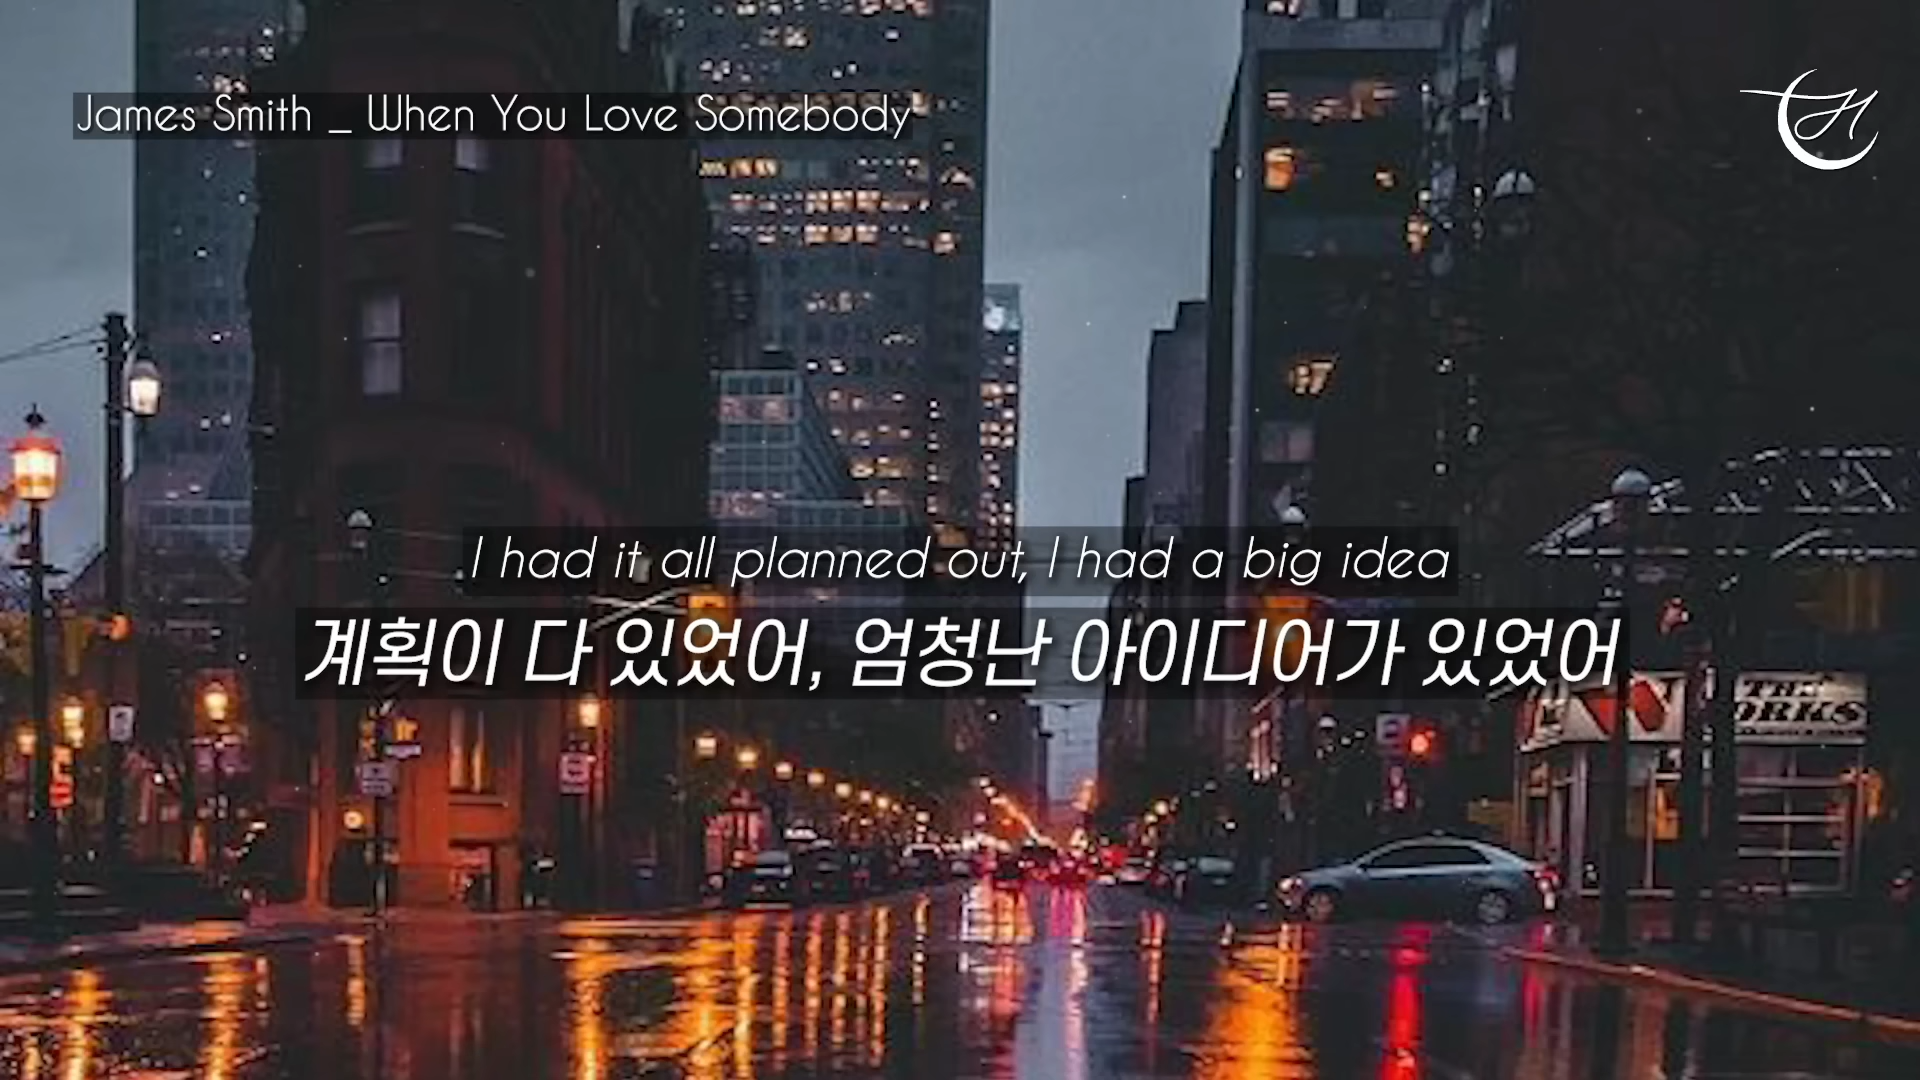 James Smith _ When You Love Somebody
I had it all planned out, I had a big idea
계획이 다 있었어, 엄청난 아이디어가 있었어